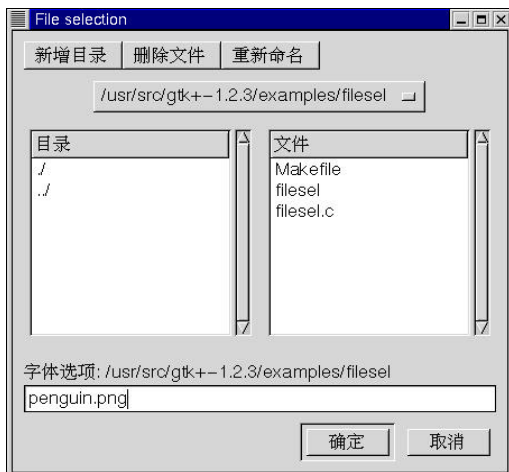 File selection
新增目录 删除文件 重新命名
/usr/src/gtk+-1.2.3/examples/filesel
目录
./
../
文件
Makefile
filesel
filesel.c
字体选项: /usr/src/gtk+-1.2.3/examples/filesel
penguin.png
确定 取消